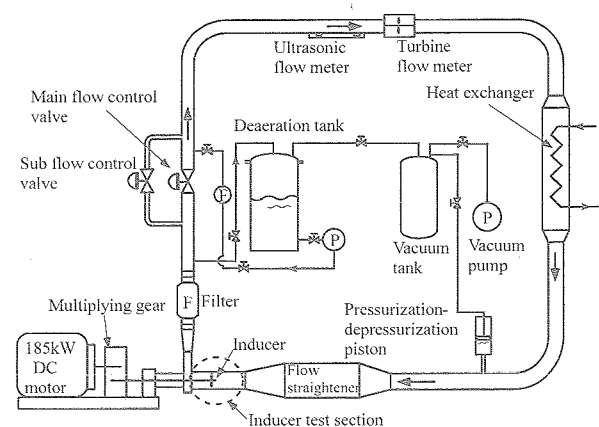 Ultrasonic
flow meter
Turbine
flow meter
Main flow control
valve
Heat exchanger
Deaeration tank
Sub flow control
valve
F
P
P
Vacuum
tank
Vacuum
pump
F
Filter
Multiplying gear
Pressurization-
depressurization
piston
185kW
DC
motor
Inducer
Flow
straightener
Inducer test section